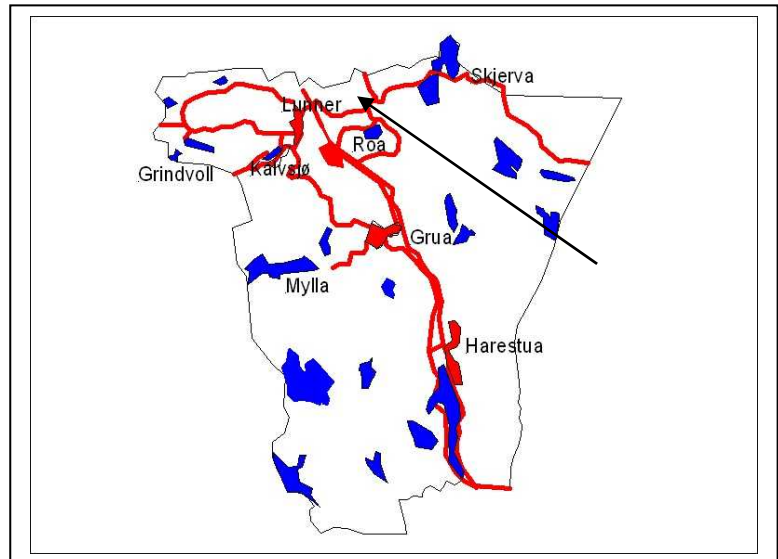 Skjerva
Lunner
Roa
Kalvsjø
Grindvoll
Grua
Mylla
Harestua